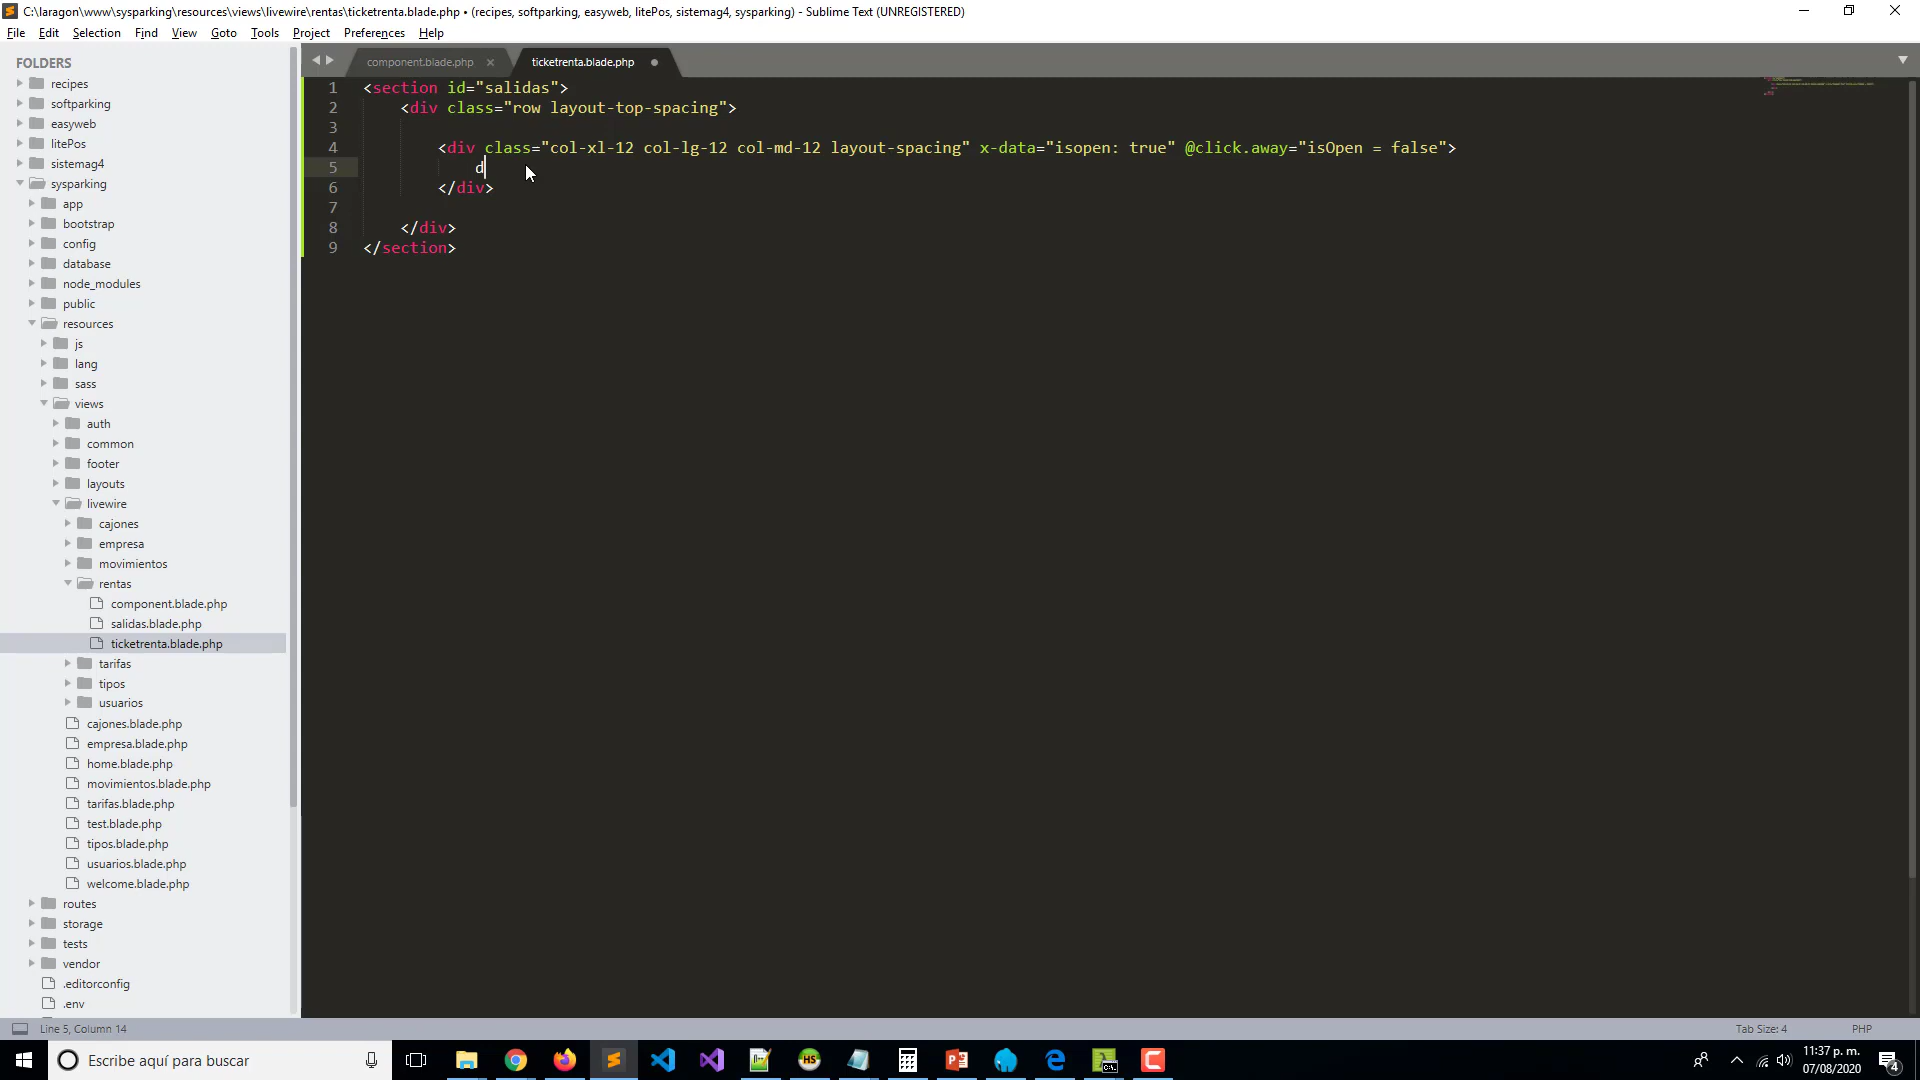 C:\laragon\www\sysparking\resources\views\livewire\rentas\ticketrenta.blade.php • (recipes, softparking, easyweb, litePos, sistemag4, sysparking) - Sublime Text (UNREGISTERED)
File Edit Selection Find View Goto Tools Project Preferences Help
FOLDERS
recipes
softparking
easyweb
litePos
sistemag4
sysparking
app
bootstrap
config
database
node_modules
public
resources
js
lang
sass
views
auth
common
footer
layouts
livewire
cajones
empresa
movimientos
rentas
component.blade.php
salidas.blade.php
ticketrenta.blade.php
tarifas
tipos
usuarios
cajones.blade.php
empresa.blade.php
home.blade.php
movimientos.blade.php
tarifas.blade.php
test.blade.php
tipos.blade.php
usuarios.blade.php
welcome.blade.php
routes
storage
tests
vendor
.editorconfig
.env
component.blade.php × ticketrenta.blade.php
1 <section id="salidas">
2 <div class="row layout-top-spacing">
3
4 <div class="col-xl-12 col-lg-12 col-md-12 layout-spacing" x-data="isopen: true" @click.away="isOpen = false">
5 d
6 </div>
7
8 </div>
9 </section>
Line 5, Column 14 Tab Size: 4 PHP
Escribe aquí para buscar
11:37 p. m.
07/08/2020
4